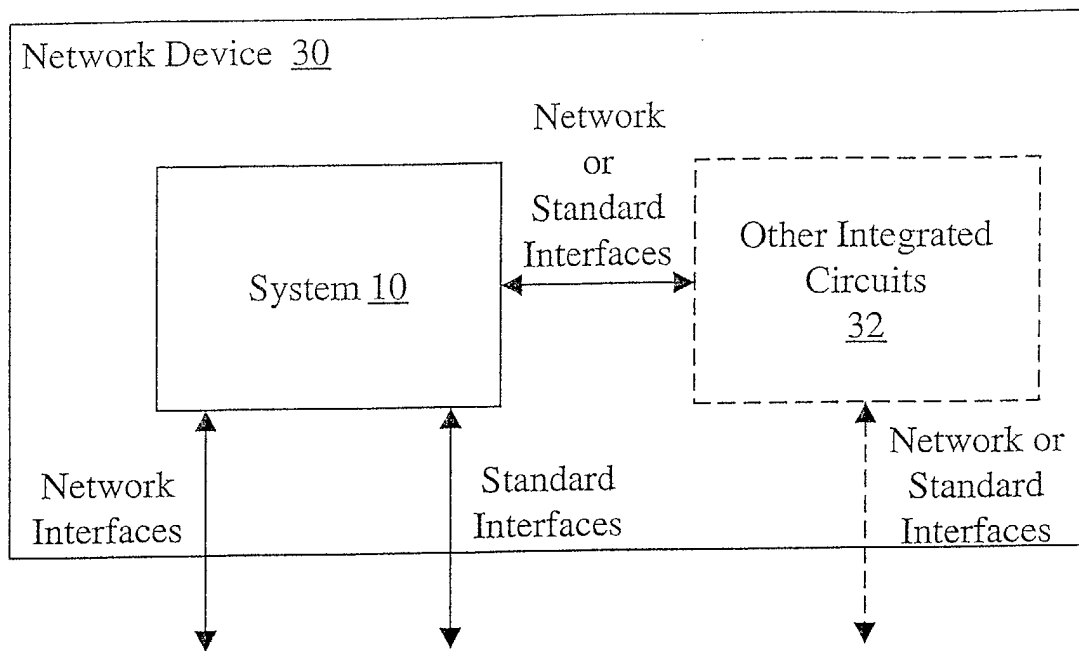 Network Device 30
Network
or
Standard
Interfaces
System 10
Other Integrated
Circuits
32
Network
Interfaces
Standard
Interfaces
Network or
Standard
Interfaces